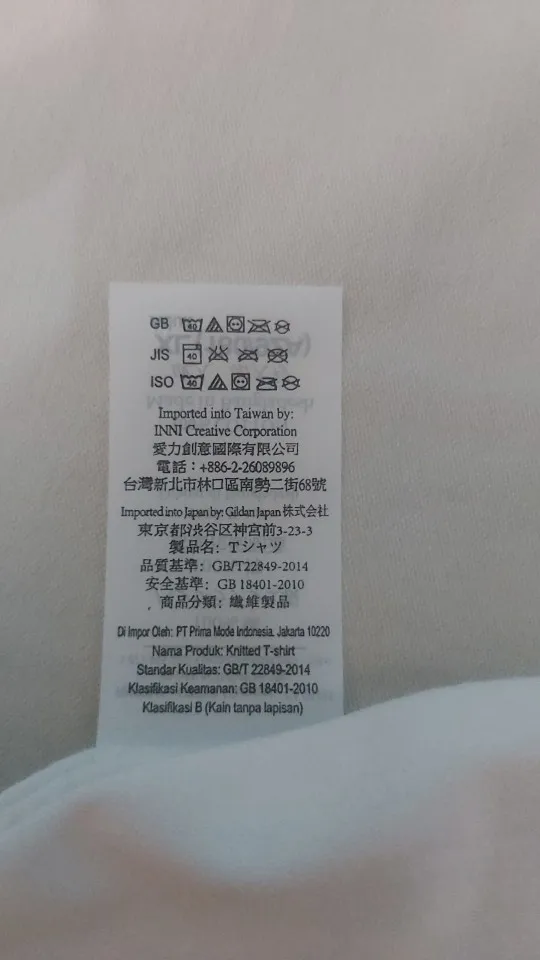 GB 40
JIS 40
ISO 40
Imported into Taiwan by:
INNI Creative Corporation
愛力創意國際有限公司
電話：+886-2-26089896
台灣新北市林口區南勢二街68號
Imported into Japan by: Gildan Japan 株式会社
東京都渋谷区神宮前3-23-3
製品名: Tシャツ
品質基準: GB/T22849-2014
安全基準: GB 18401-2010
商品分類: 繊維製品
Di Impor Oleh: PT Prima Mode Indonesia. Jakarta 10220
Nama Produk: Knitted T-shirt
Standar Kualitas: GB/T 22849-2014
Klasifikasi Keamanan: GB 18401-2010
Klasifikasi B (Kain tanpa lapisan)